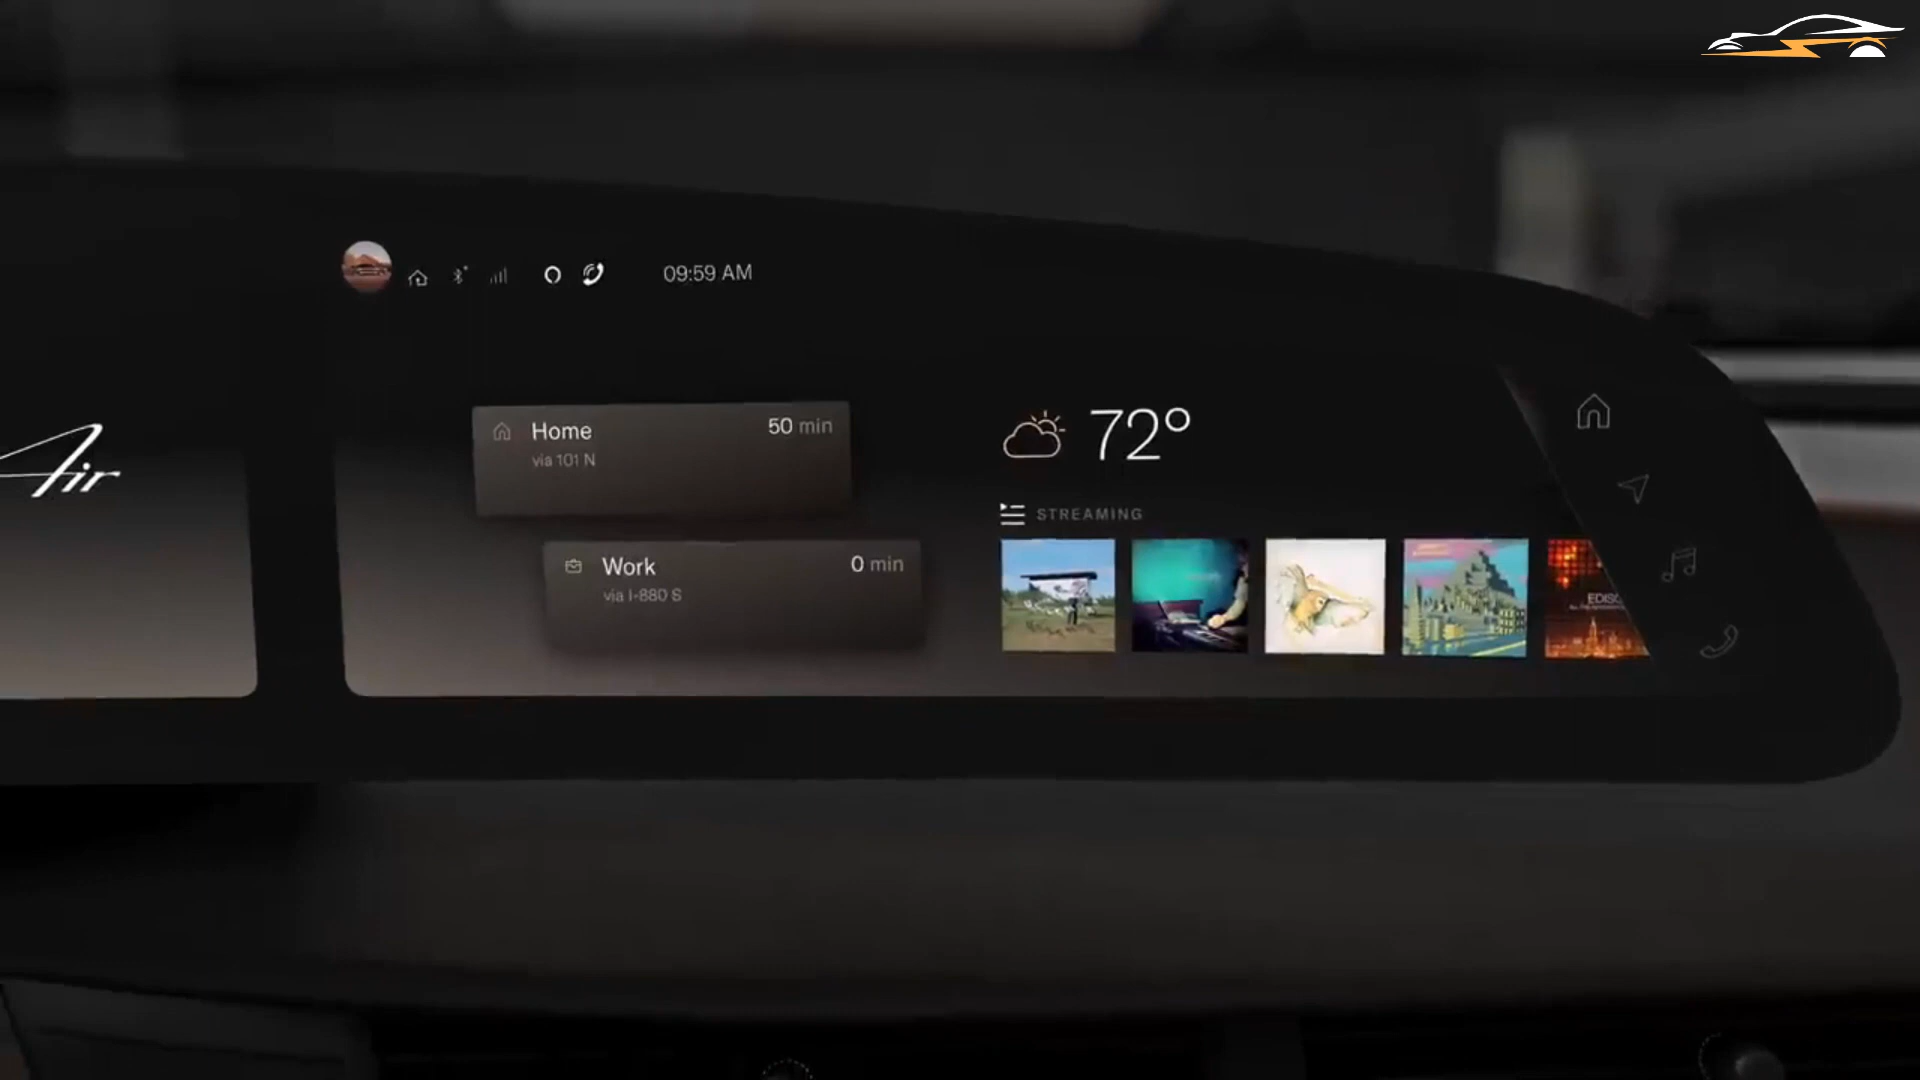 09:59 AM
Air
Home
50 min
via 101 N
Work
0 min
via I-880 S
72°
STREAMING
EDISO